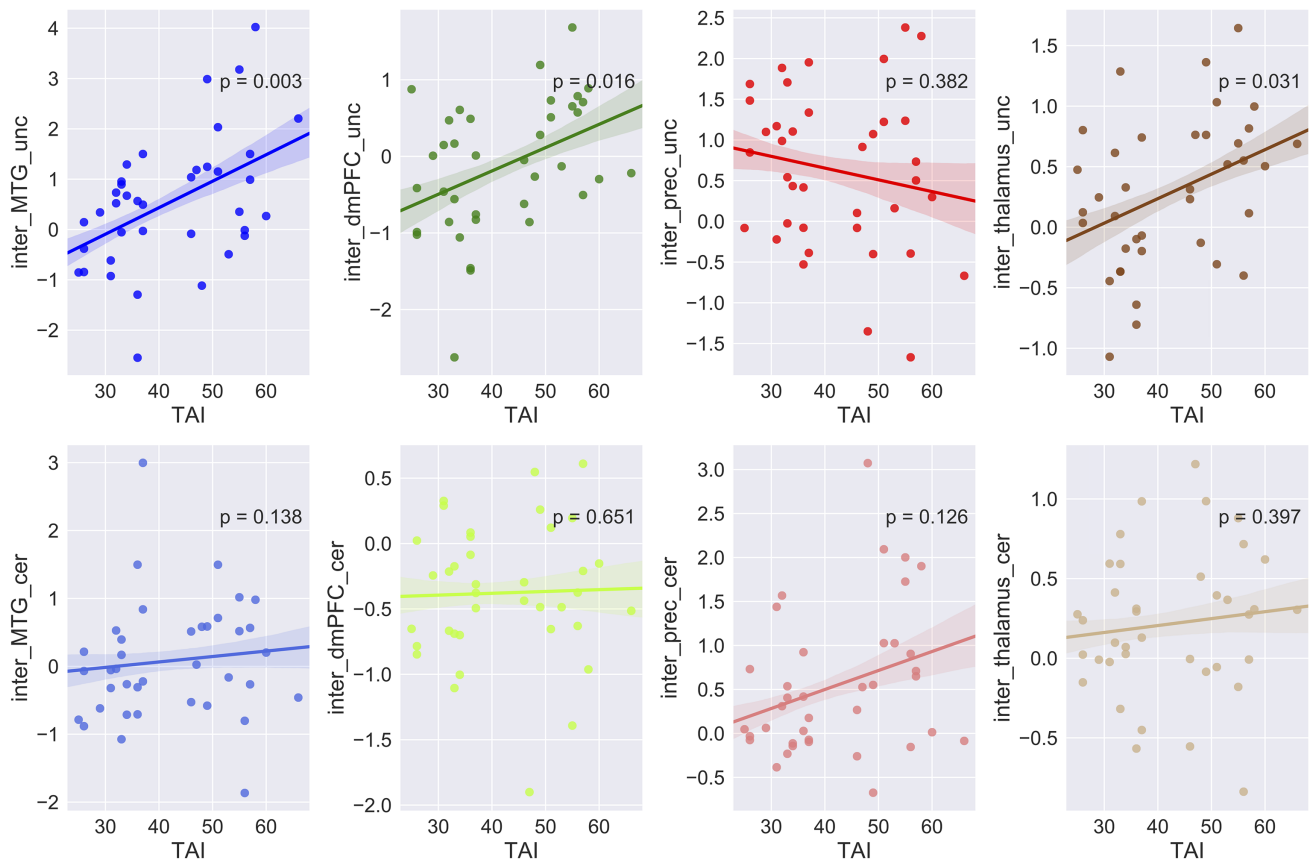 4
3
2
1
0
−1
−2
inter_MTG_unc
p = 0.003
30 40 50 60
TAI
1
0
−1
−2
inter_dmPFC_unc
p = 0.016
30 40 50 60
TAI
2.5
2.0
1.5
1.0
0.5
0.0
−0.5
−1.0
−1.5
inter_prec_unc
p = 0.382
30 40 50 60
TAI
1.5
1.0
0.5
0.0
−0.5
−1.0
inter_thalamus_unc
p = 0.031
30 40 50 60
TAI
3
2
1
0
−1
−2
inter_MTG_cer
p = 0.138
30 40 50 60
TAI
0.5
0.0
−0.5
−1.0
−1.5
−2.0
inter_dmPFC_cer
p = 0.651
30 40 50 60
TAI
3.0
2.5
2.0
1.5
1.0
0.5
0.0
−0.5
inter_prec_cer
p = 0.126
30 40 50 60
TAI
1.0
0.5
0.0
−0.5
inter_thalamus_cer
p = 0.397
30 40 50 60
TAI